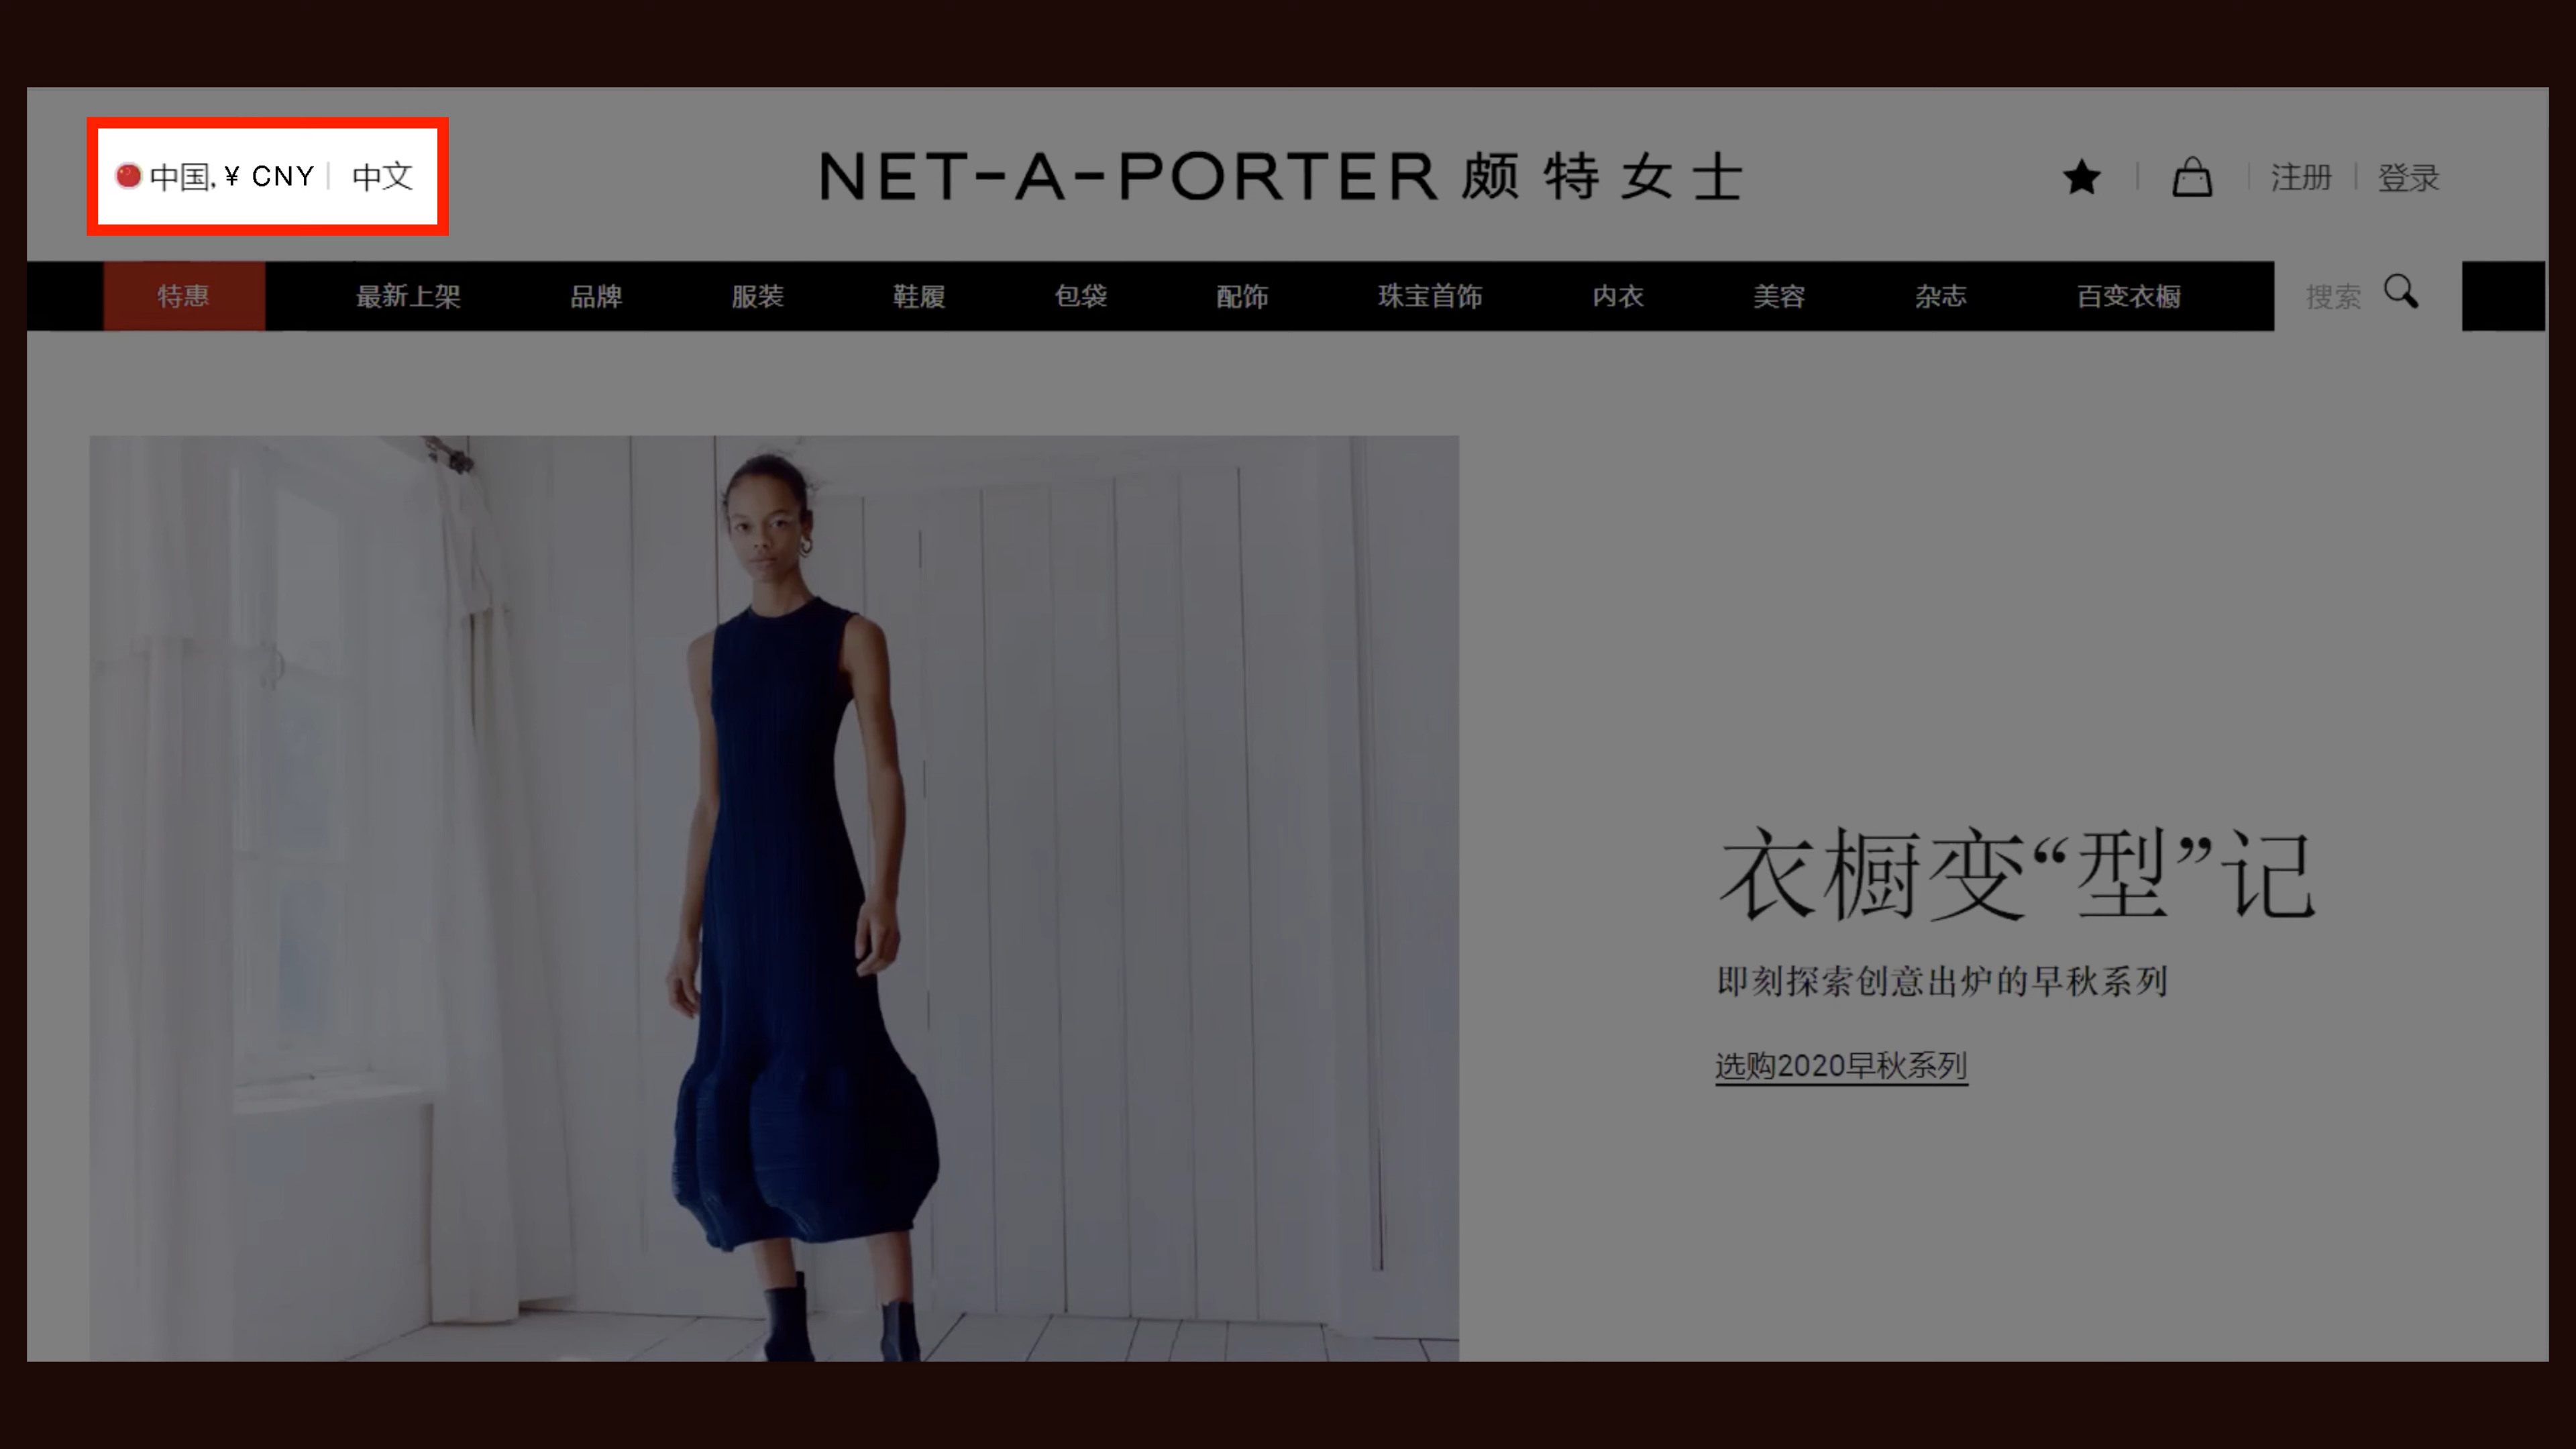 中国, ¥ CNY | 中文
NET-A-PORTER 颇特女士
注册 | 登录
特惠 最新上架 品牌 服装 鞋履 包袋 配饰 珠宝首饰 内衣 美容 杂志 百变衣橱 搜索
衣橱变“型”记
即刻探索创意出炉的早秋系列
选购2020早秋系列